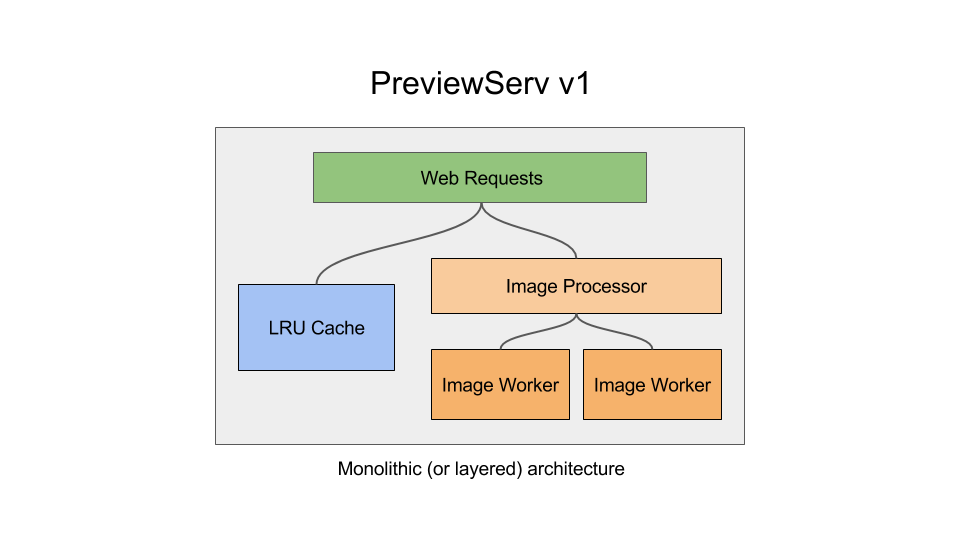 PreviewServ v1
Web Requests
LRU Cache
Image Processor
Image Worker
Image Worker
Monolithic (or layered) architecture